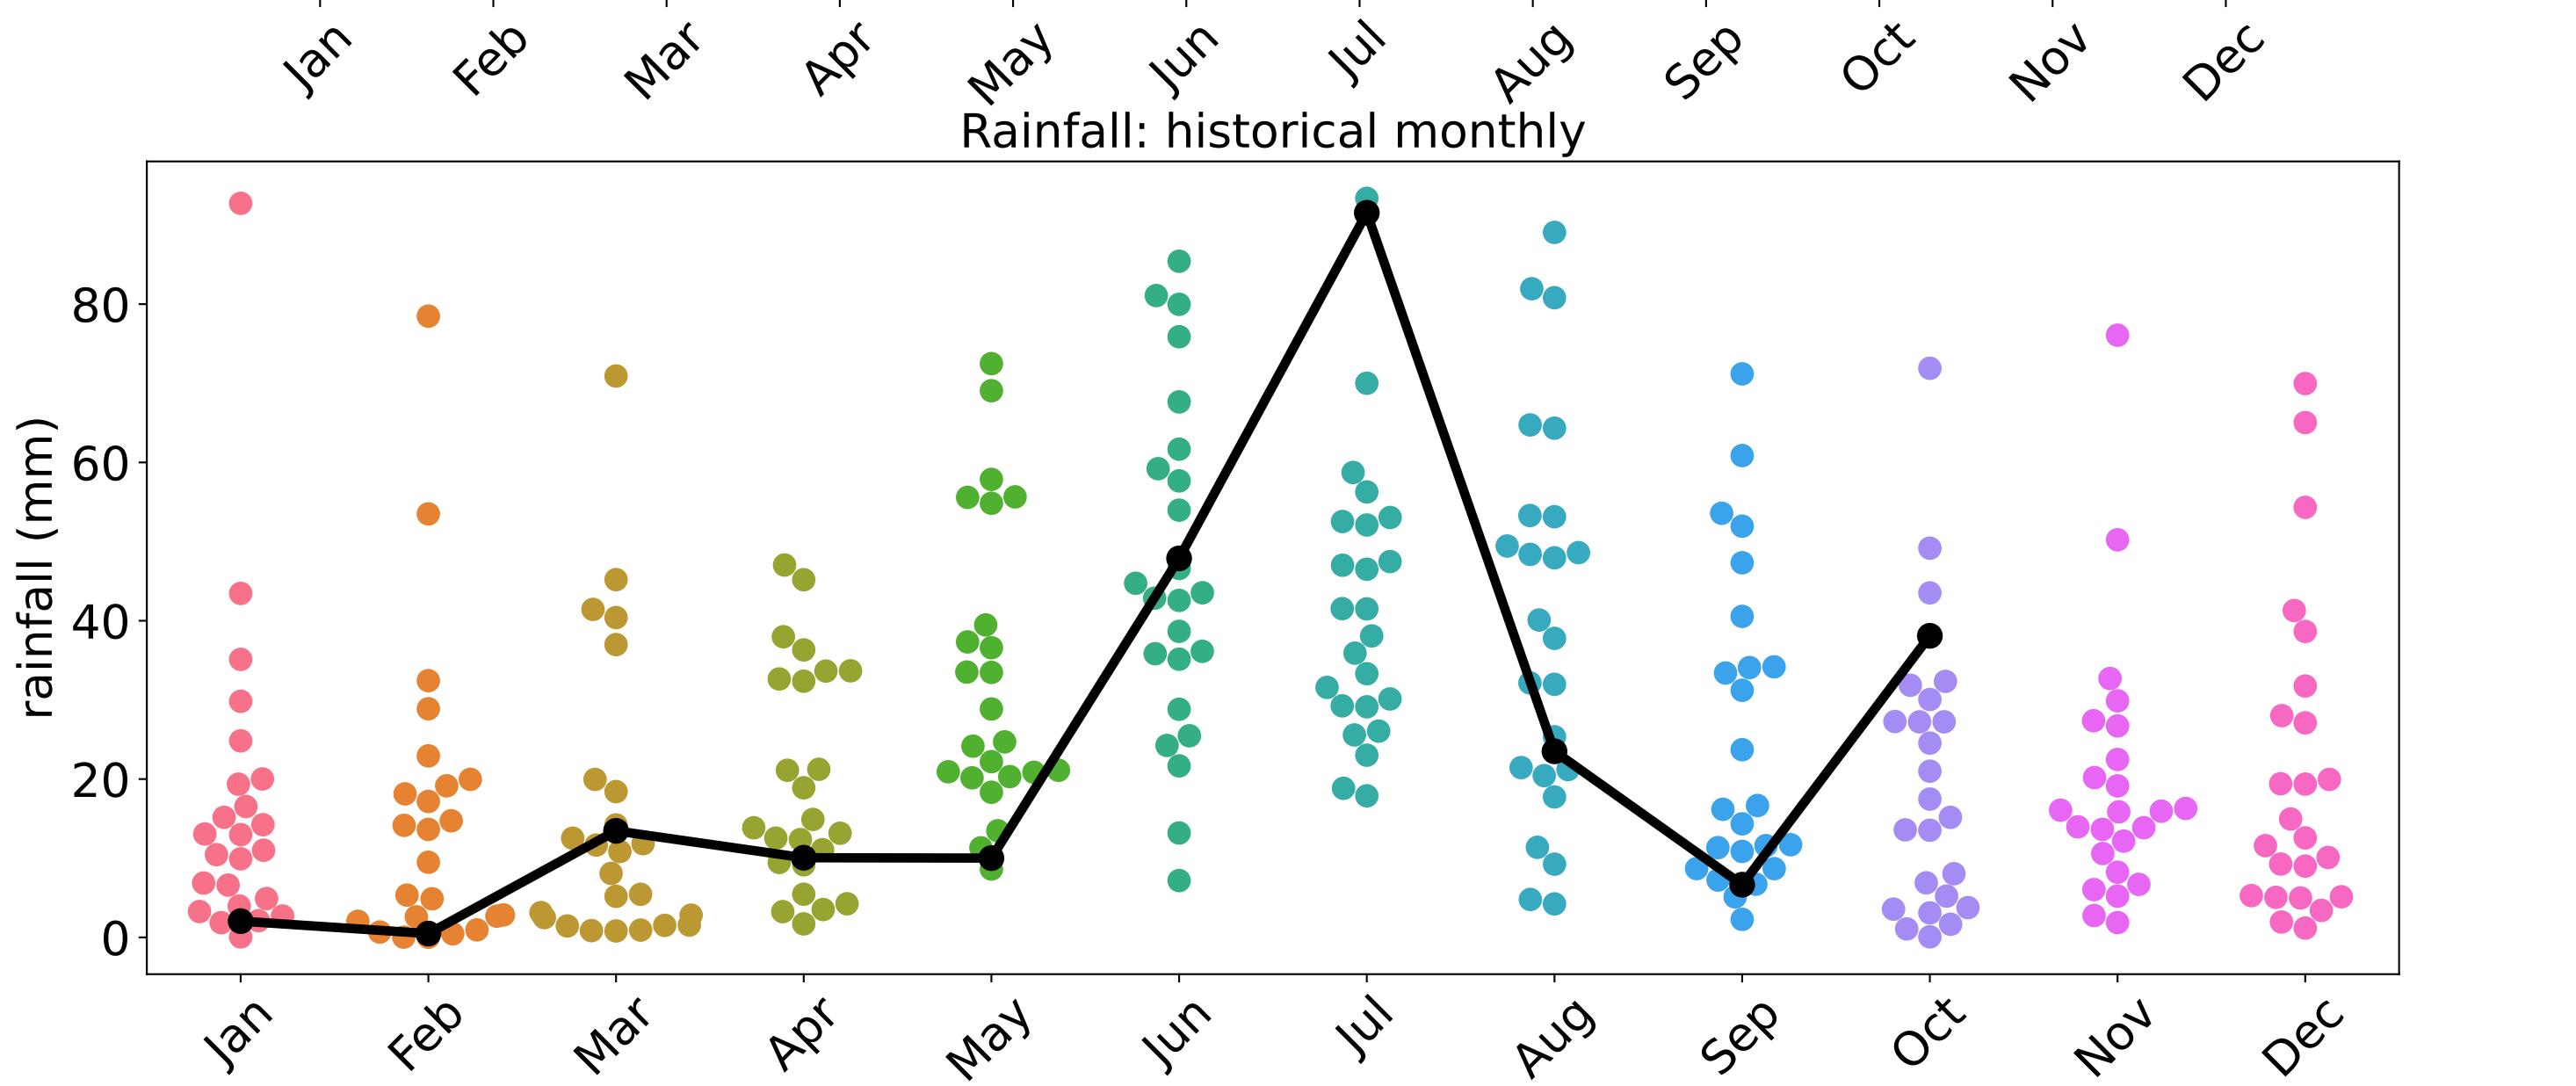 Jan Feb Mar Apr May Jun Jul Aug Sep Oct Nov Dec
Rainfall: historical monthly
rainfall (mm)
80
60
40
20
0
Jan Feb Mar Apr May Jun Jul Aug Sep Oct Nov Dec